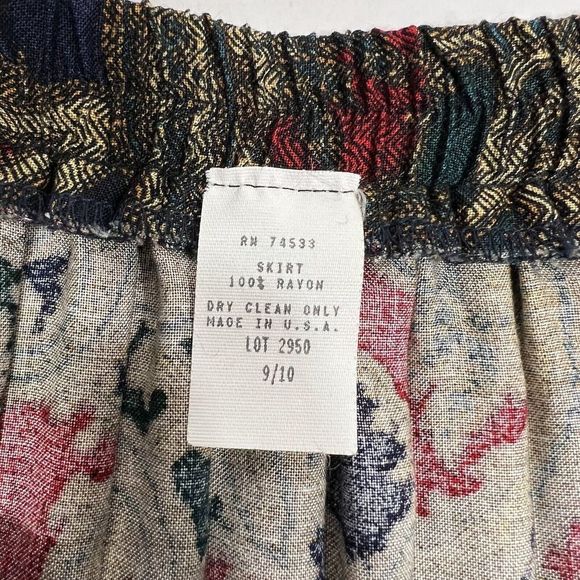 RN 74533
SKIRT
100% RAYON
DRY CLEAN ONLY
MADE IN U.S.A.
LOT 2950
9/10